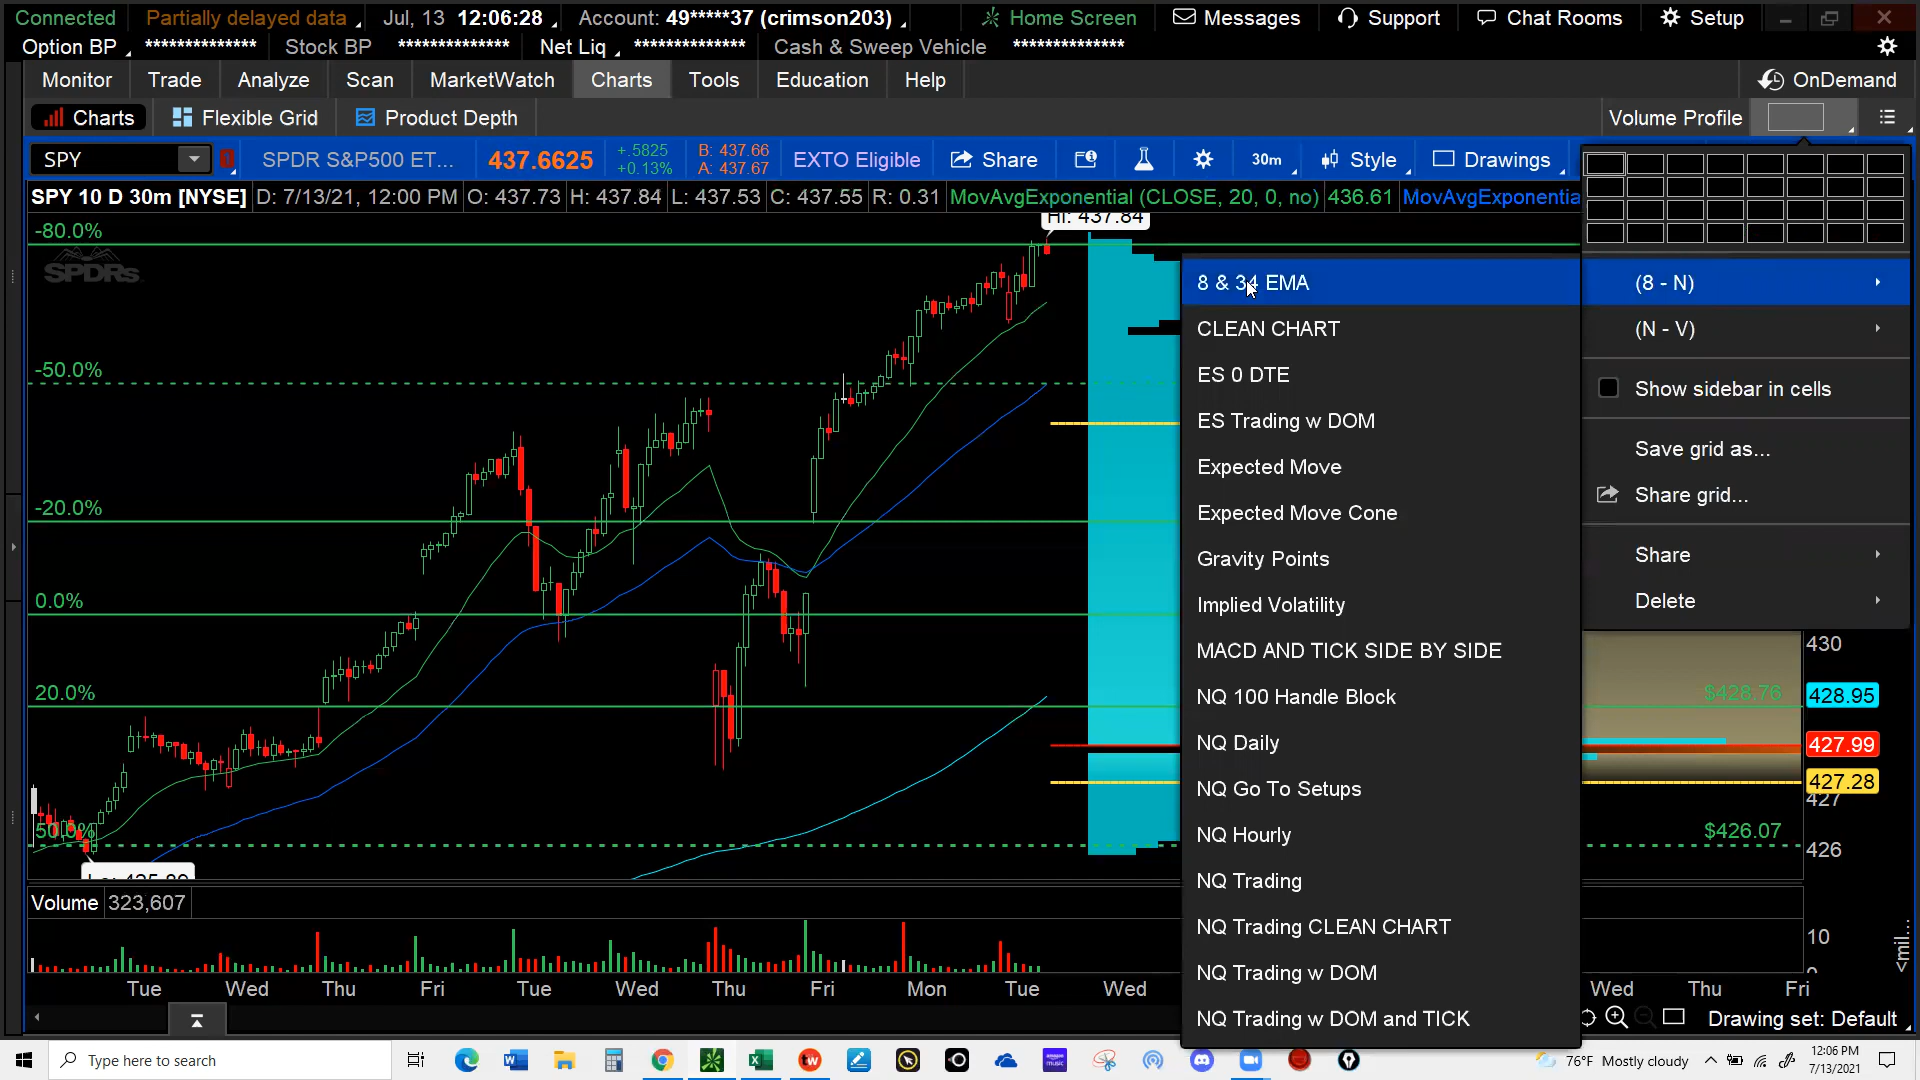 Connected Partially delayed data Jul, 13 12:06:28 Account: 49*****37 (crimson203) Home Screen Messages Support Chat Rooms Setup
Option BP ************** Stock BP ************** Net Liq ************** Cash & Sweep Vehicle **************
Monitor Trade Analyze Scan MarketWatch Charts Tools Education Help OnDemand
Charts Flexible Grid Product Depth Volume Profile
SPY SPDR S&P500 ET... 437.6625 +.5825 +0.13% B: 437.66 A: 437.67 EXTO Eligible Share 30m Style Drawings
SPY 10 D 30m [NYSE] D: 7/13/21, 12:00 PM O: 437.73 H: 437.84 L: 437.53 C: 437.55 R: 0.31 MovAvgExponential (CLOSE, 20, 0, no) 436.61 MovAvgExponentia
Hi: 437.84
-80.0%
SPDRs
-50.0%
-20.0%
0.0%
20.0%
50.0%
8 & 34 EMA
CLEAN CHART
ES 0 DTE
ES Trading w DOM
Expected Move
Expected Move Cone
Gravity Points
Implied Volatility
MACD AND TICK SIDE BY SIDE
NQ 100 Handle Block
NQ Daily
NQ Go To Setups
NQ Hourly
NQ Trading
NQ Trading CLEAN CHART
NQ Trading w DOM
NQ Trading w DOM and TICK
(8 - N)
(N - V)
Show sidebar in cells
Save grid as...
Share grid...
Share
Delete
430
$428.76 428.95
427.99
427.28
427
$426.07
426
Volume 323,607
10
<mil...
Tue Wed Thu Fri Tue Wed Thu Fri Mon Tue Wed Wed Thu Fri
Drawing set: Default
Type here to search
76°F Mostly cloudy
12:06 PM
7/13/2021